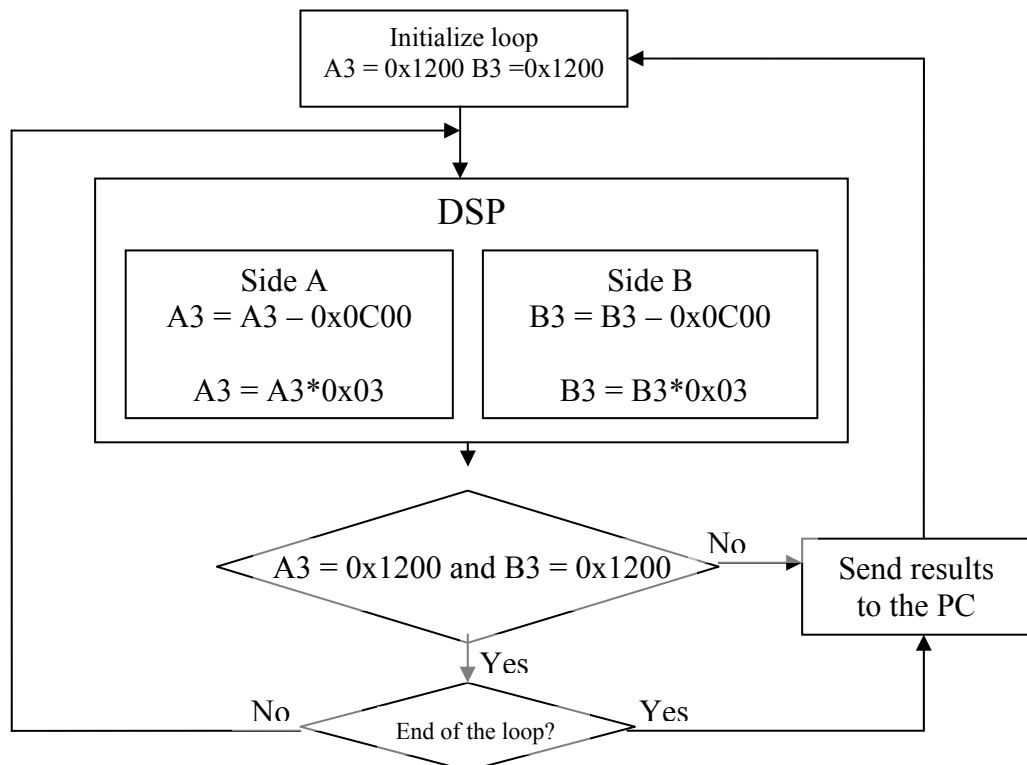 Initialize loop
A3 = 0x1200 B3 =0x1200
DSP
Side A
A3 = A3 – 0x0C00
A3 = A3*0x03
Side B
B3 = B3 – 0x0C00
B3 = B3*0x03
A3 = 0x1200 and B3 = 0x1200
No
Send results
to the PC
Yes
No
End of the loop?
Yes